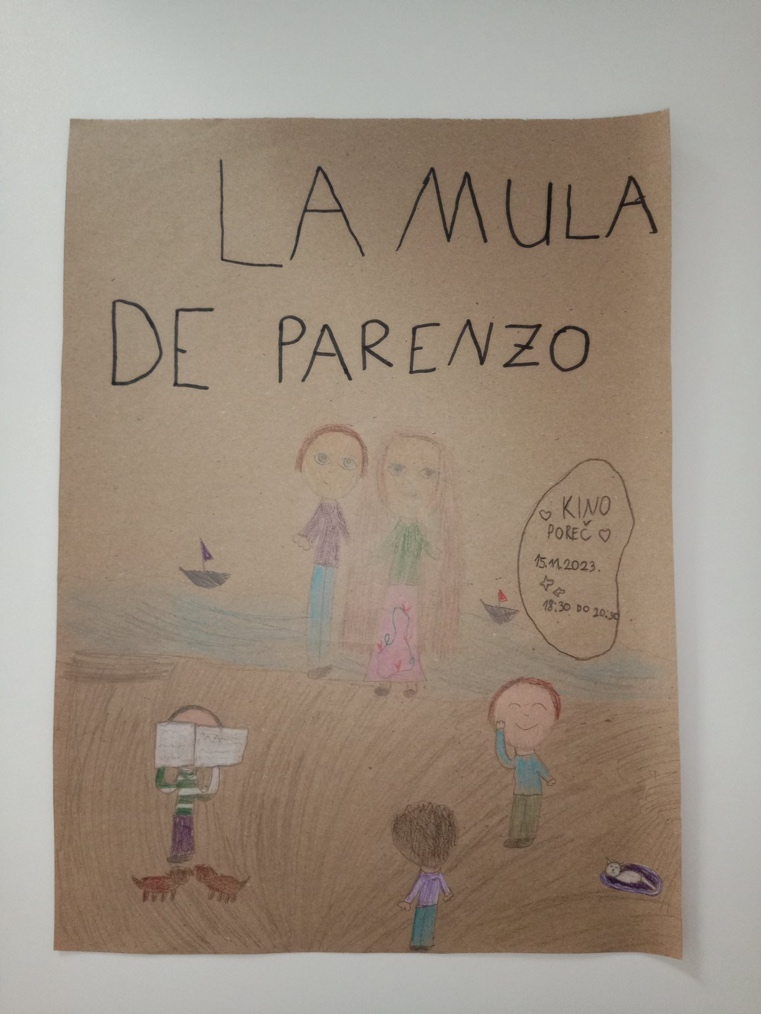 LA MULA
DE PARENZO
KINO
POREČ
15.11.2023.
18:30 DO 20:30